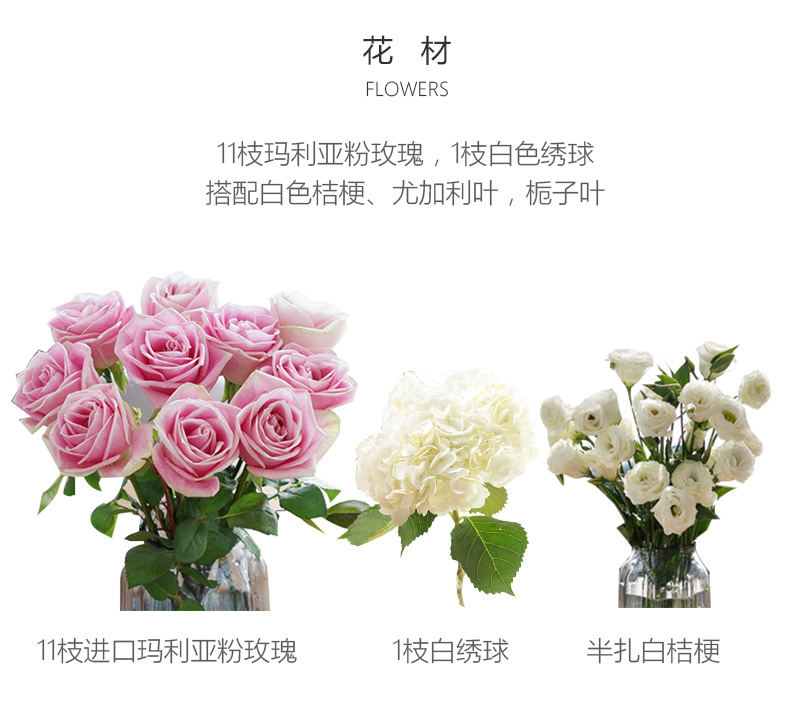 花 材
FLOWERS
11枝玛利亚粉玫瑰，1枝白色绣球
搭配白色桔梗、尤加利叶，栀子叶
11枝进口玛利亚粉玫瑰
1枝白绣球
半扎白桔梗